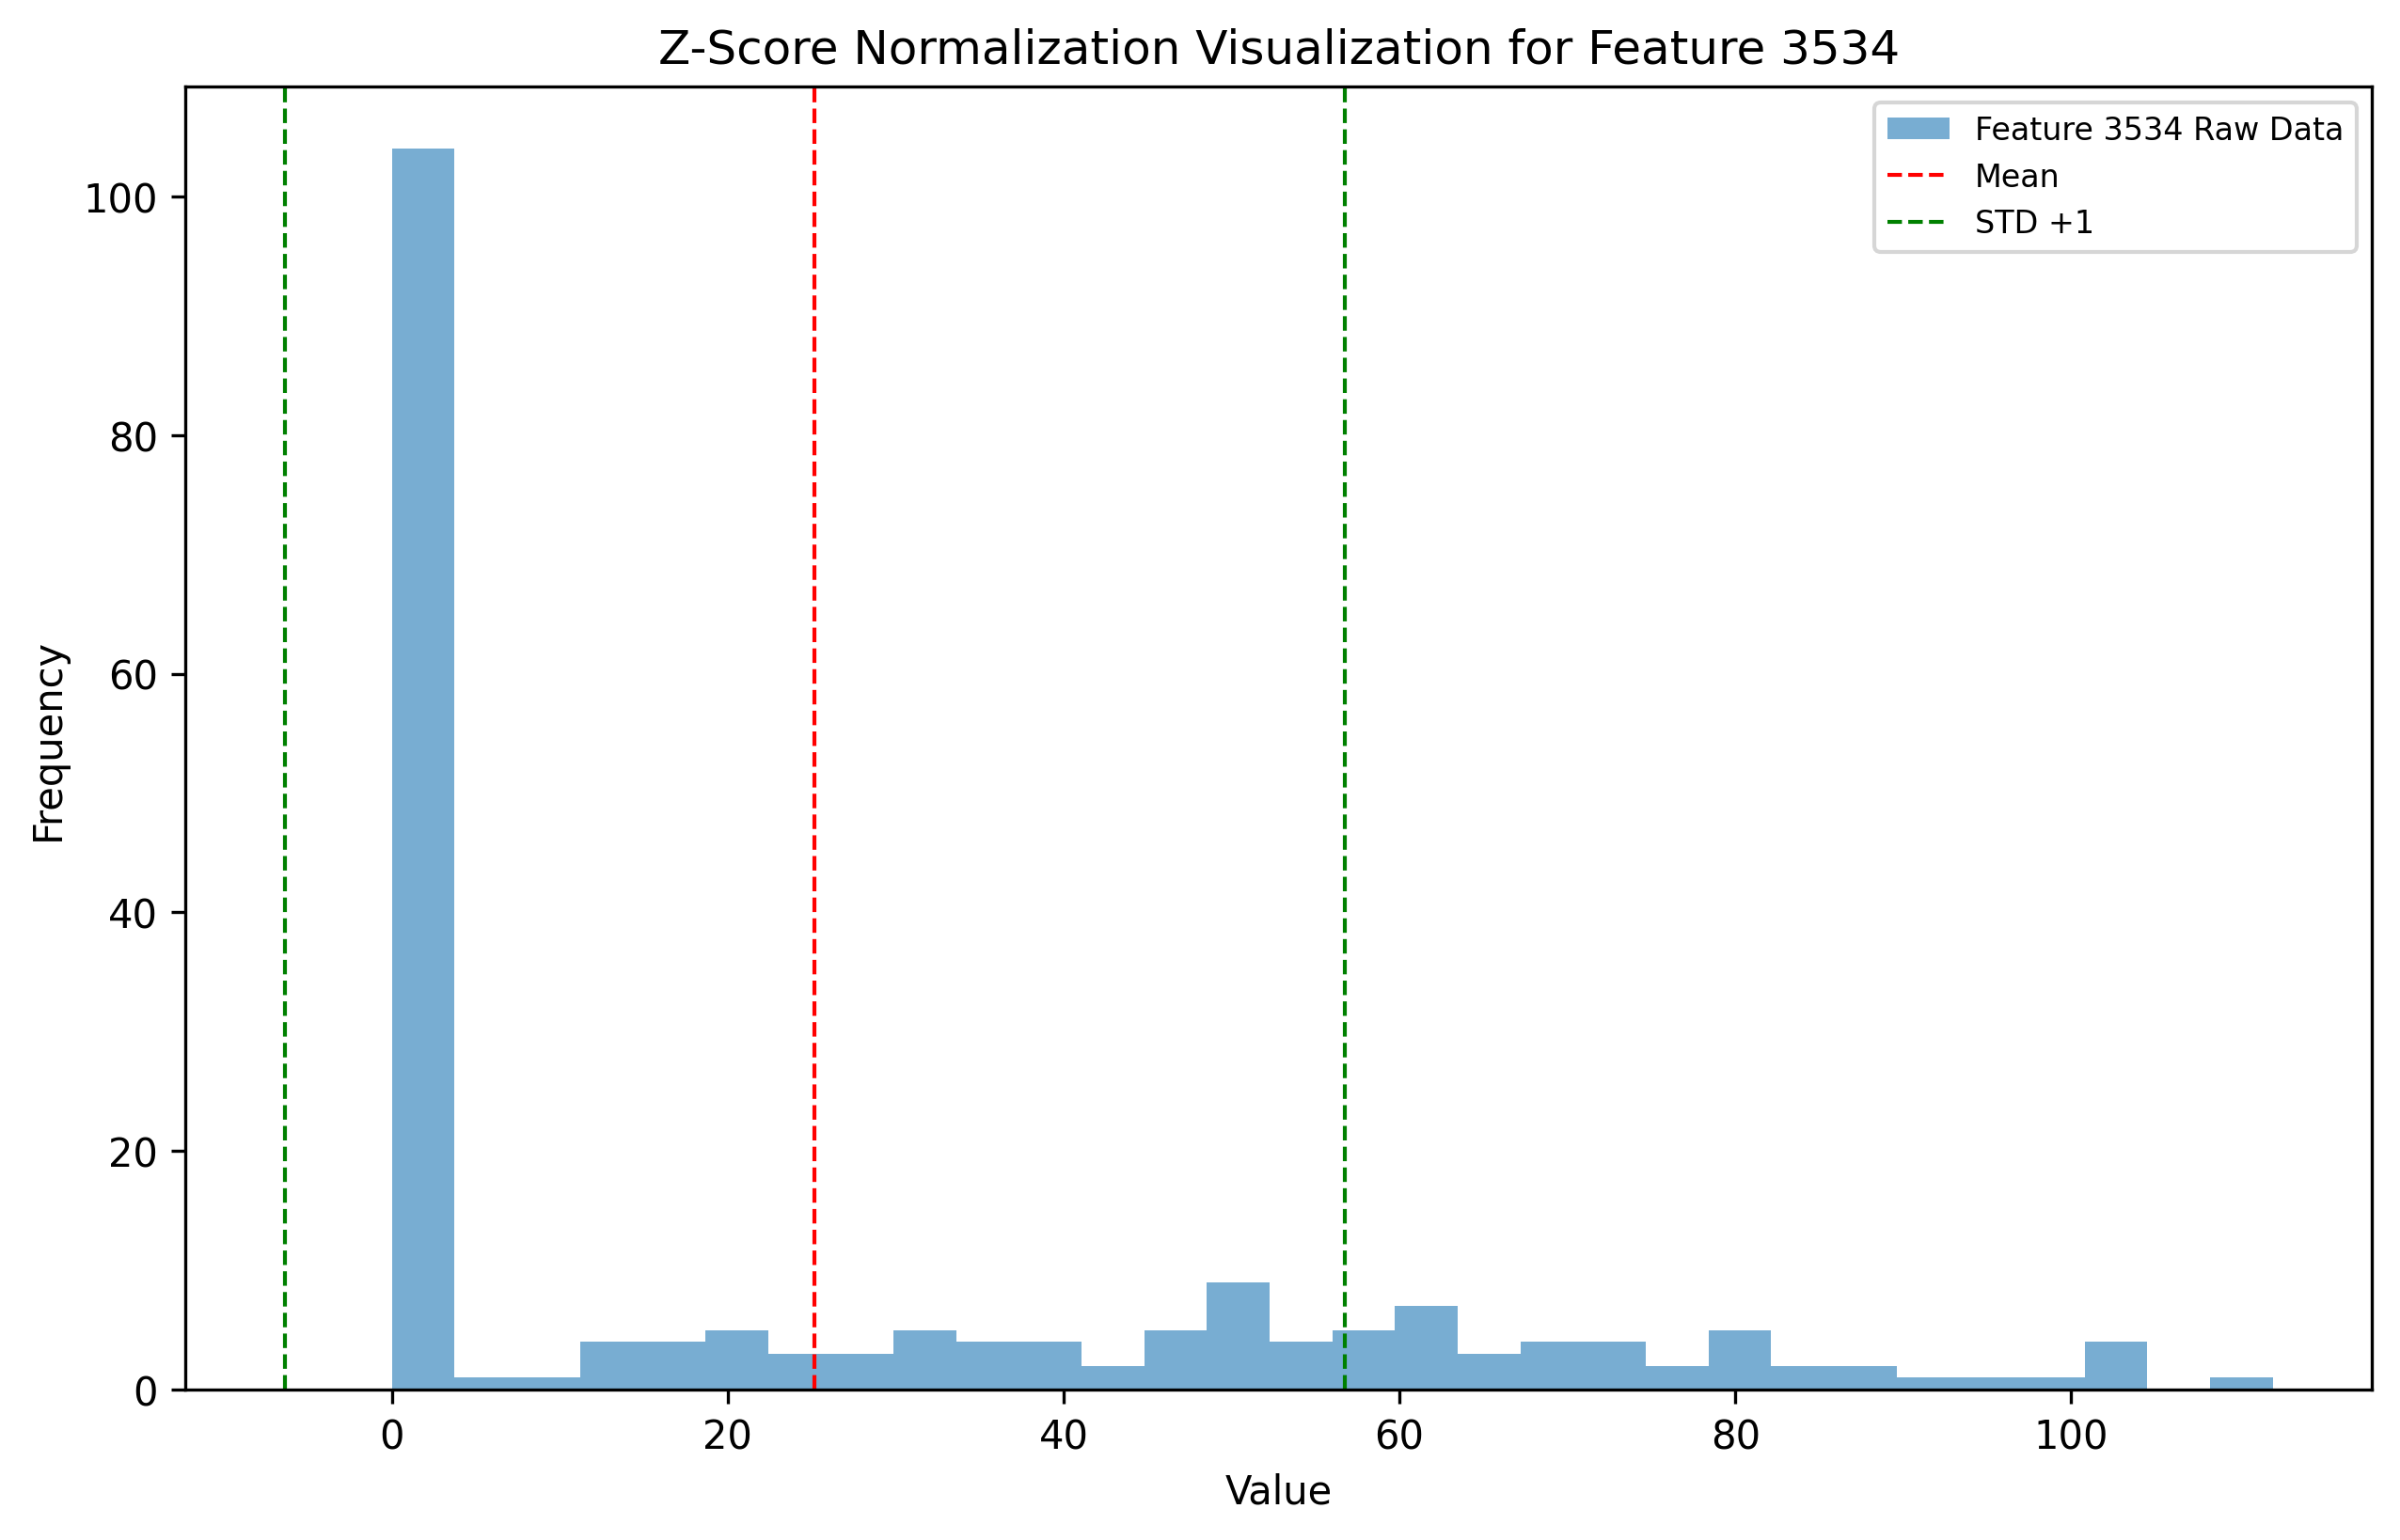 Z-Score Normalization Visualization for Feature 3534
Feature 3534 Raw Data
Mean
STD +1
100
80
60
40
20
0
Frequency
0 20 40 60 80 100
Value